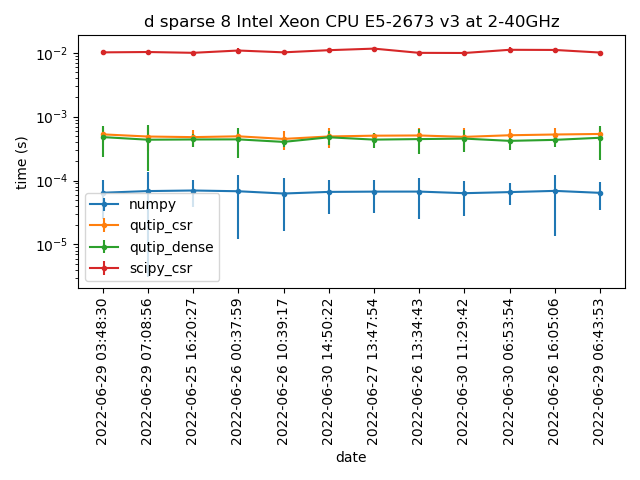 d sparse 8 Intel Xeon CPU E5-2673 v3 at 2-40GHz
time (s)
10⁻²
10⁻³
10⁻⁴
10⁻⁵
numpy
qutip_csr
qutip_dense
scipy_csr
2022-06-29 03:48:30
2022-06-29 07:08:56
2022-06-25 16:20:27
2022-06-26 00:37:59
2022-06-26 10:39:17
2022-06-30 14:50:22
2022-06-27 13:47:54
2022-06-26 13:34:43
2022-06-30 11:29:42
2022-06-30 06:53:54
2022-06-26 16:05:06
2022-06-29 06:43:53
date